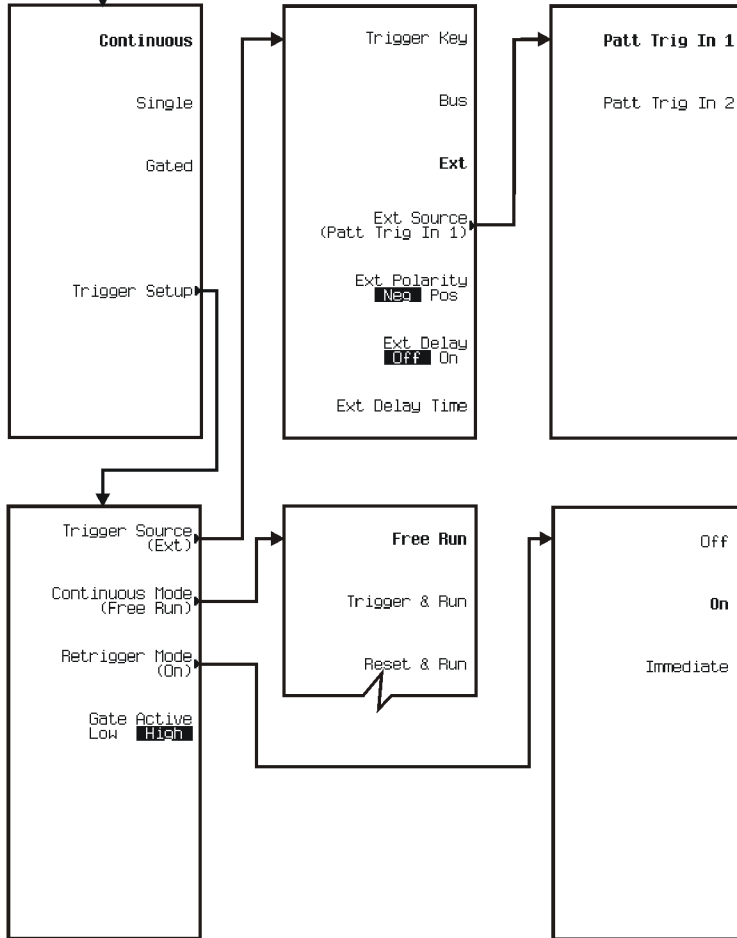 Continuous
Single
Gated
Trigger Setup
Trigger Key
Bus
Ext
Ext Source
(Patt Trig In 1)
Ext Polarity
Neg Pos
Ext Delay
Off On
Ext Delay Time
Patt Trig In 1
Patt Trig In 2
Trigger Source
(Ext)
Continuous Mode
(Free Run)
Retrigger Mode
(On)
Gate Active
Low High
Free Run
Trigger & Run
Reset & Run
Off
On
Immediate